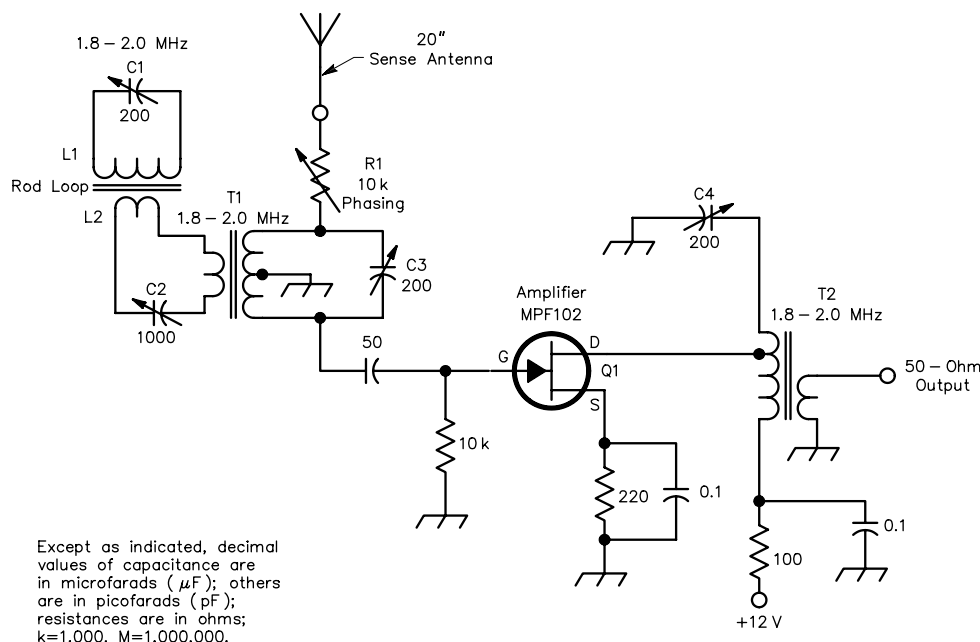 1.8 – 2.0 MHz
C1
200
20"
Sense Antenna
L1
Rod Loop
L2
T1
1.8 – 2.0 MHz
R1
10 k
Phasing
C2
1000
C3
200
C4
200
50
Amplifier
MPF102
G
D
Q1
S
T2
1.8 – 2.0 MHz
50 – Ohm
Output
10 k
220
0.1
0.1
100
+12 V
Except as indicated, decimal
values of capacitance are
in microfarads ( µF); others
are in picofarads ( pF);
resistances are in ohms;
k=1,000, M=1,000,000.